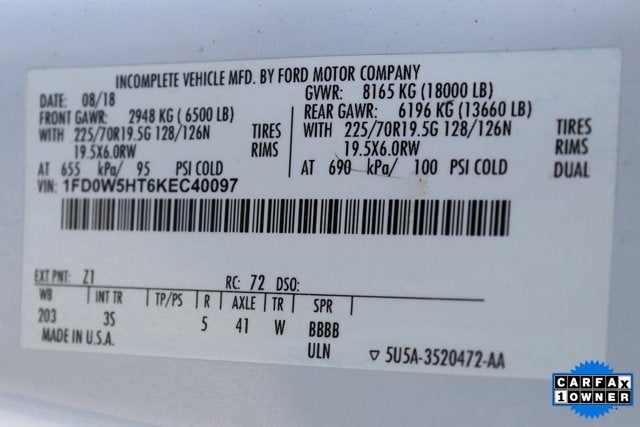 INCOMPLETE VEHICLE MFD. BY FORD MOTOR COMPANY
DATE: 08/18
GVWR: 8165 KG (18000 LB)
FRONT GAWR: 2948 KG (6500 LB)
REAR GAWR: 6196 KG (13660 LB)
WITH 225/70R19.5G 128/126N TIRES
WITH 225/70R19.5G 128/126N TIRES
19.5X6.0RW RIMS
19.5X6.0RW RIMS
AT 655 kPa/ 95 PSI COLD
AT 690 kPa/ 100 PSI COLD DUAL
VIN: 1FD0W5HT6KEC40097
EXT PNT: Z1 RC: 72 DSO:
WB INT TR TP/PS R AXLE TR SPR
203 3S 5 41 W BBBB
MADE IN U.S.A. ULN ▽ 5U5A-3520472-AA
CARFAX
1 OWNER